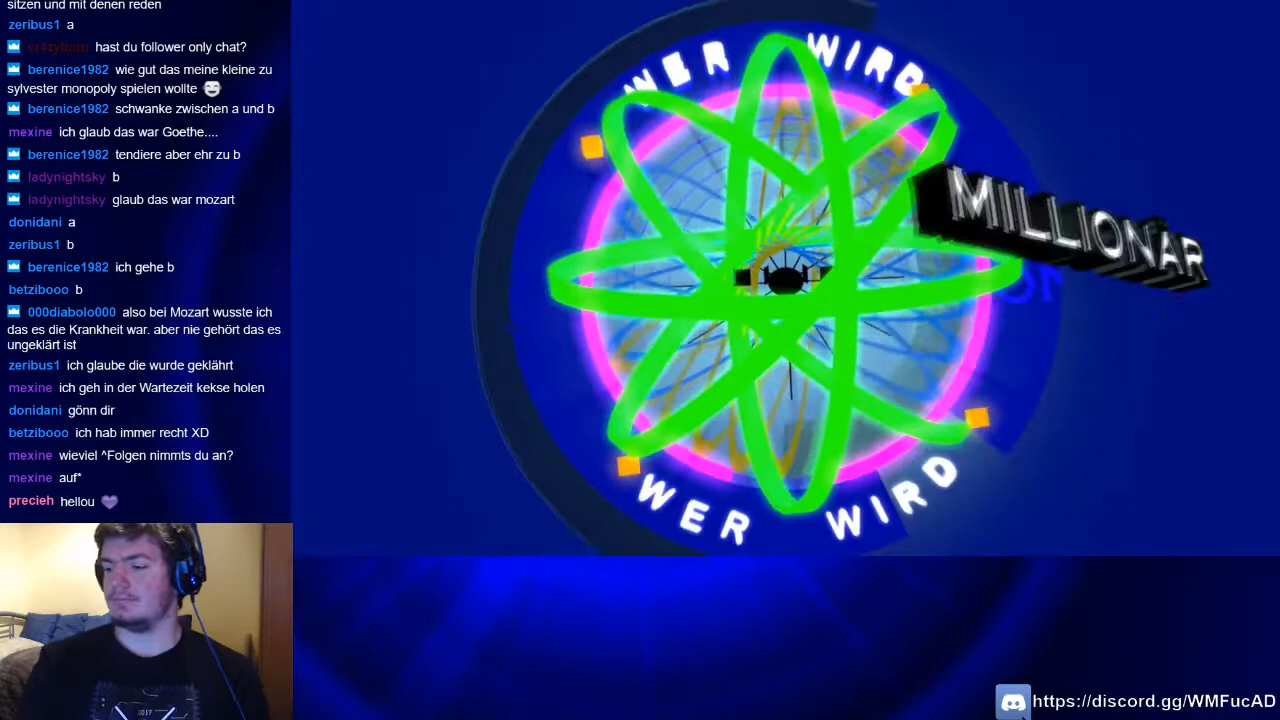 sitzen und mit denen reden
zeribus1 a
hast du follower only chat?
berenice1982 wie gut das meine kleine zu
sylvester monopoly spielen wollte
berenice1982 schwanke zwischen a und b
mexine ich glaub das war Goethe....
berenice1982 tendiere aber ehr zu b
ladynightsky b
ladynightsky glaub das war mozart
donidani a
zeribus1 b
berenice1982 ich gehe b
betzibooo b
000diabolo000 also bei Mozart wusste ich
das es die Krankheit war. aber nie gehört das es
ungeklärt ist
zeribus1 ich glaube die wurde geklährt
mexine ich geh in der Wartezeit kekse holen
donidani gönn dir
betzibooo ich hab immer recht XD
mexine wieviel ^Folgen nimmts du an?
mexine auf*
precieh hellou
WER WIRD
MILLIONÄR
WER WIRD
2017
https://discord.gg/WMFucAD